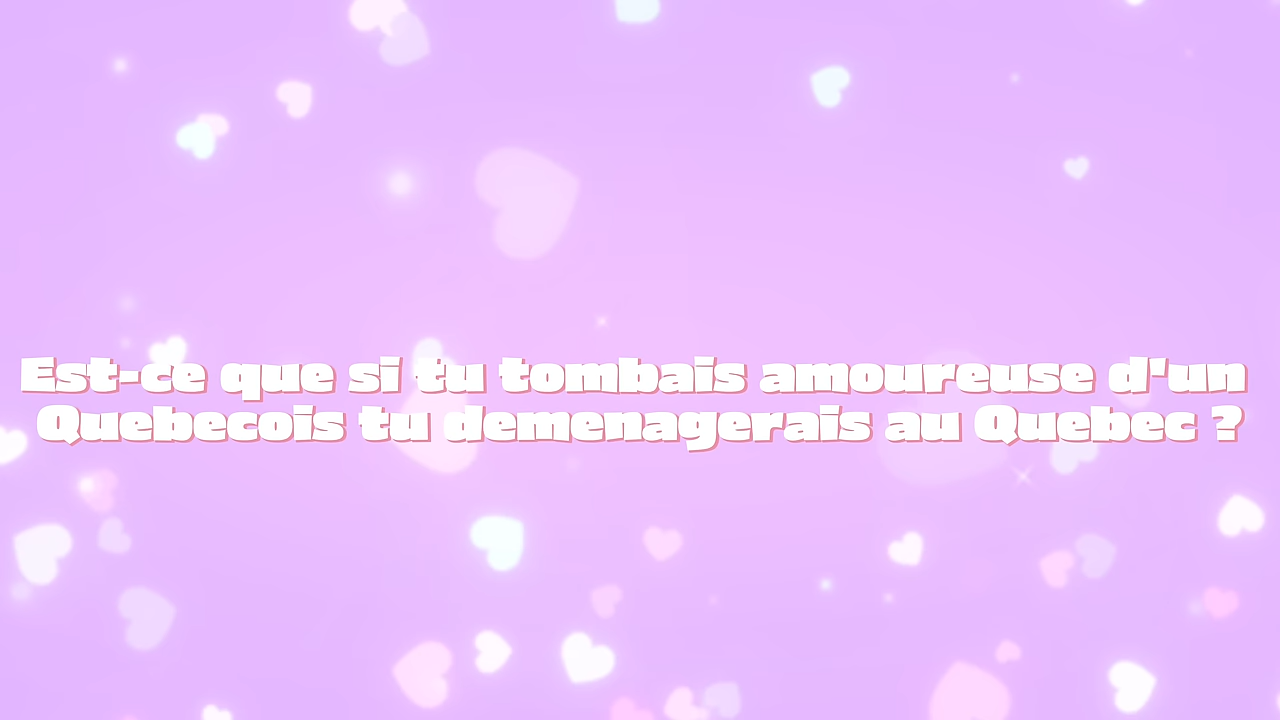 Est-ce que si tu tombais amoureuse d'un
Quebecois tu demenagerais au Quebec ?